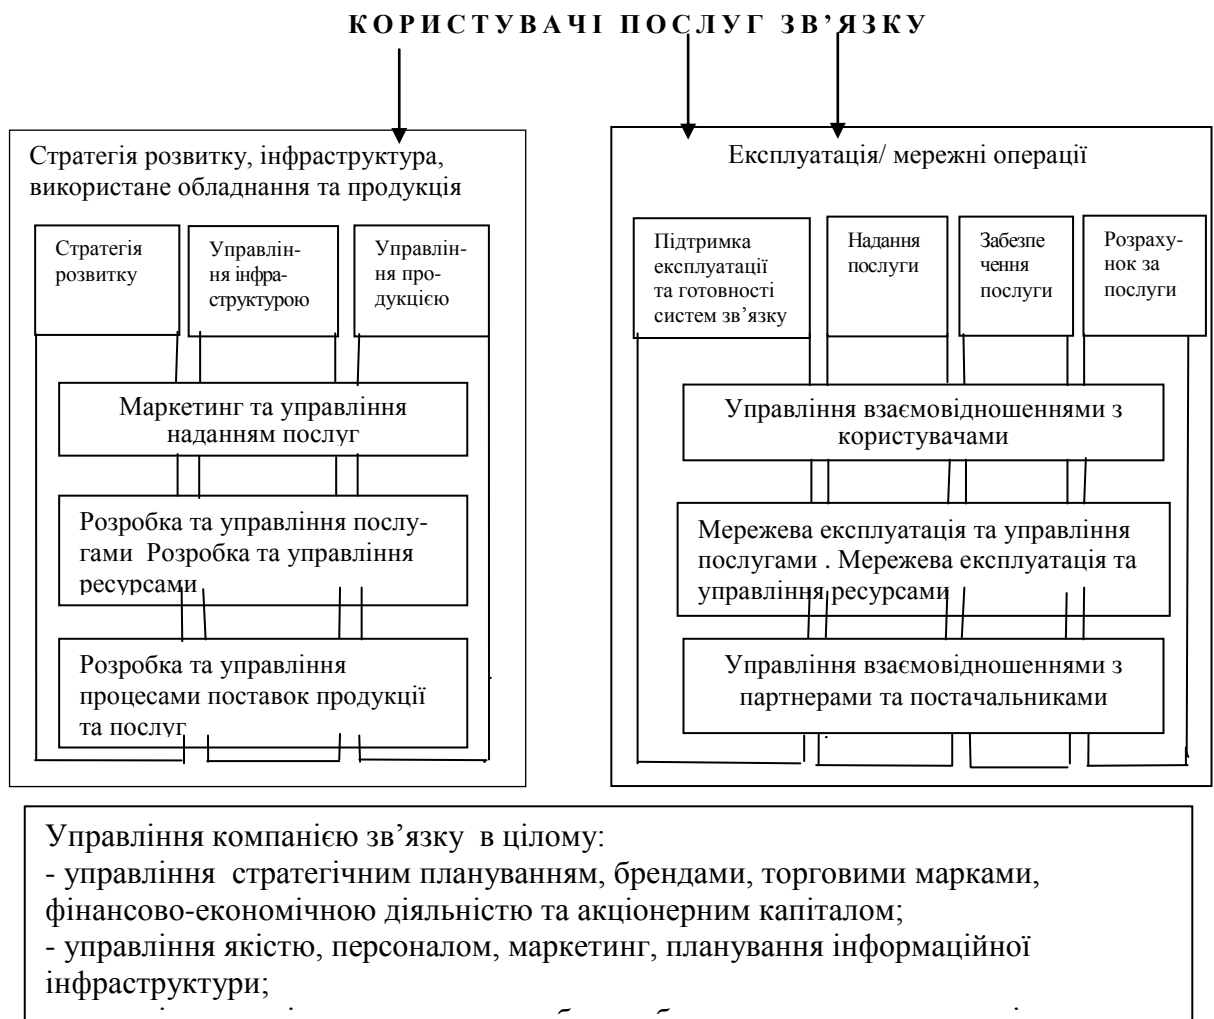 КОРИСТУВАЧІ ПОСЛУГ ЗВ’ЯЗКУ
Стратегія розвитку, інфраструктура,
використане обладнання та продукція
Стратегія
розвитку
Управлін-
ня інфра-
структурою
Управлін-
ня про-
дукцією
Маркетинг та управління
наданням послуг
Розробка та управління послу-
гами Розробка та управління
ресурсами
Розробка та управління
процесами поставок продукції
та послуг
Експлуатація/ мережні операції
Підтримка
експлуатації
та готовності
систем зв’язку
Надання
послуги
Забезпе
чення
послуги
Розраху-
нок за
послуги
Управління взаємовідношеннями з
користувачами
Мережева експлуатація та управління
послугами . Мережева експлуатація та
управління ресурсами
Управління взаємовідношеннями з
партнерами та постачальниками
Управління компанією зв’язку в цілому:
- управління стратегічним плануванням, брендами, торговими марками,
фінансово-економічною діяльністю та акціонерним капіталом;
- управління якістю, персоналом, маркетинг, планування інформаційної
інфраструктури;